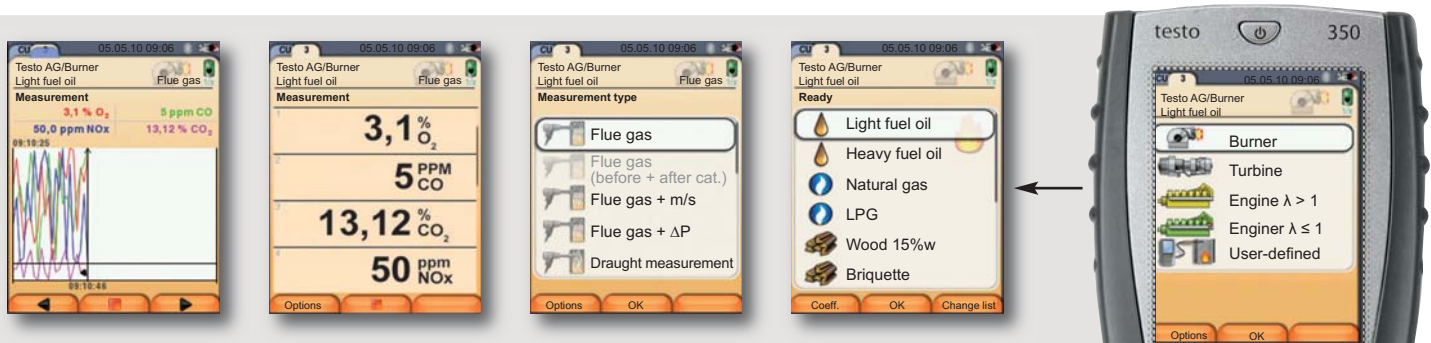 CU 3 05.05.10 09:06
Testo AG/Burner
Light fuel oil Flue gas
Measurement
3,1 % O₂ 5 ppm CO
50,0 ppm NOx 13,12 % CO₂
09:10:25
09:10:46
CU 3 05.05.10 09:06
Testo AG/Burner
Light fuel oil Flue gas
Measurement
1 3,1 % O₂
2 5 PPM CO
3 13,12 % CO₂
4 50 ppm NOx
Options
CU 3 05.05.10 09:06
Testo AG/Burner
Light fuel oil Flue gas
Measurement type
Flue gas
Flue gas
(before + after cat.)
Flue gas + m/s
Flue gas + ΔP
Draught measurement
Options OK
CU 3 05.05.10 09:06
Testo AG/Burner
Light fuel oil
Ready
Light fuel oil
Heavy fuel oil
Natural gas
LPG
Wood 15%w
Briquette
Coeff. OK Change list
testo 350
CU 3 05.05.10 09:06
Testo AG/Burner
Light fuel oil
Burner
Turbine
Engine λ > 1
Enginer λ ≤ 1
User-defined
Options OK